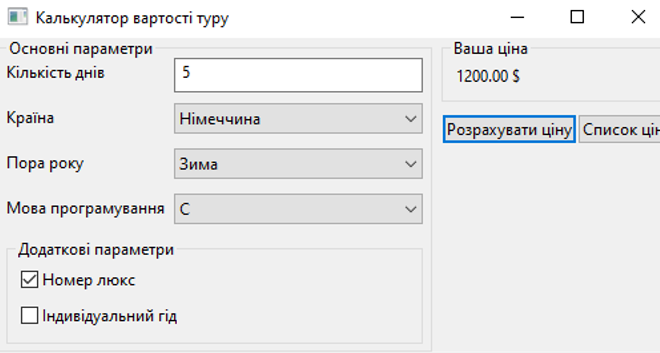 Калькулятор вартості туру
Основні параметри
Кількість днів 5
Країна Німеччина
Пора року Зима
Мова програмування C
Додаткові параметри
Номер люкс
Індивідуальний гід
Ваша ціна
1200.00 $
Розрахувати ціну Список цін